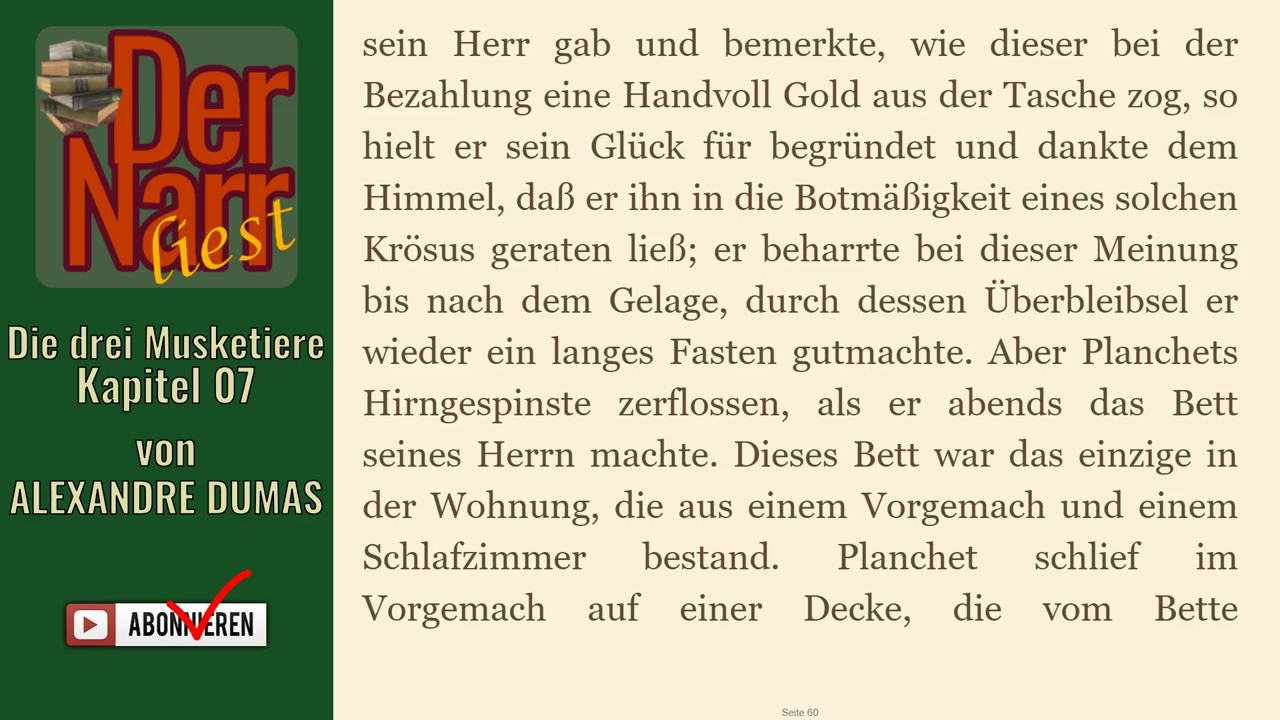 Der
Narr
liest
Die drei Musketiere
Kapitel 07
von
ALEXANDRE DUMAS
ABONNIEREN
sein Herr gab und bemerkte, wie dieser bei der
Bezahlung eine Handvoll Gold aus der Tasche zog, so
hielt er sein Glück für begründet und dankte dem
Himmel, daß er ihn in die Botmäßigkeit eines solchen
Krösus geraten ließ; er beharrte bei dieser Meinung
bis nach dem Gelage, durch dessen Überbleibsel er
wieder ein langes Fasten gutmachte. Aber Planchets
Hirngespinste zerflossen, als er abends das Bett
seines Herrn machte. Dieses Bett war das einzige in
der Wohnung, die aus einem Vorgemach und einem
Schlafzimmer bestand. Planchet schlief im
Vorgemach auf einer Decke, die vom Bette
Seite 60